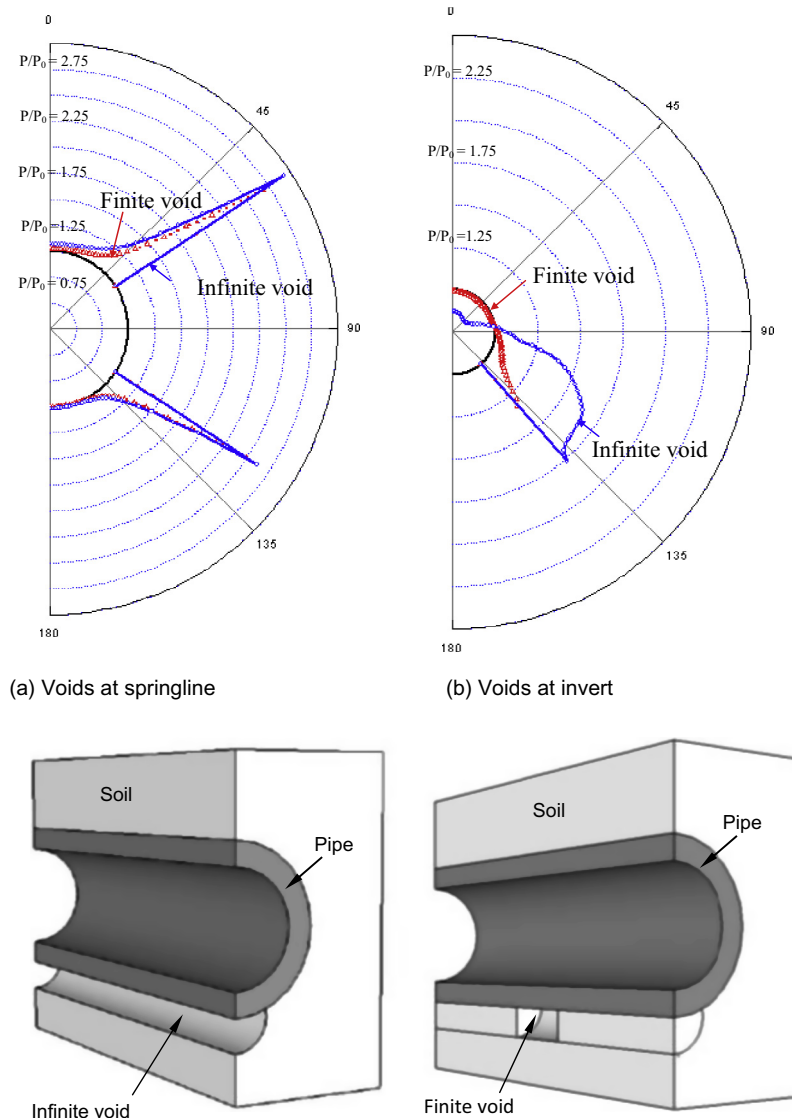 0
P/P₀ = 2.75
45
P/P₀ = 2.25
P/P₀ = 1.75
Finite void
P/P₀ = 1.25
Infinite void
P/P₀ = 0.75
90
135
180
(a) Voids at springline
0
P/P₀ = 2.25
45
P/P₀ = 1.75
P/P₀ = 1.25
Finite void
90
Infinite void
135
180
(b) Voids at invert
Soil
Pipe
Infinite void
Soil
Pipe
Finite void